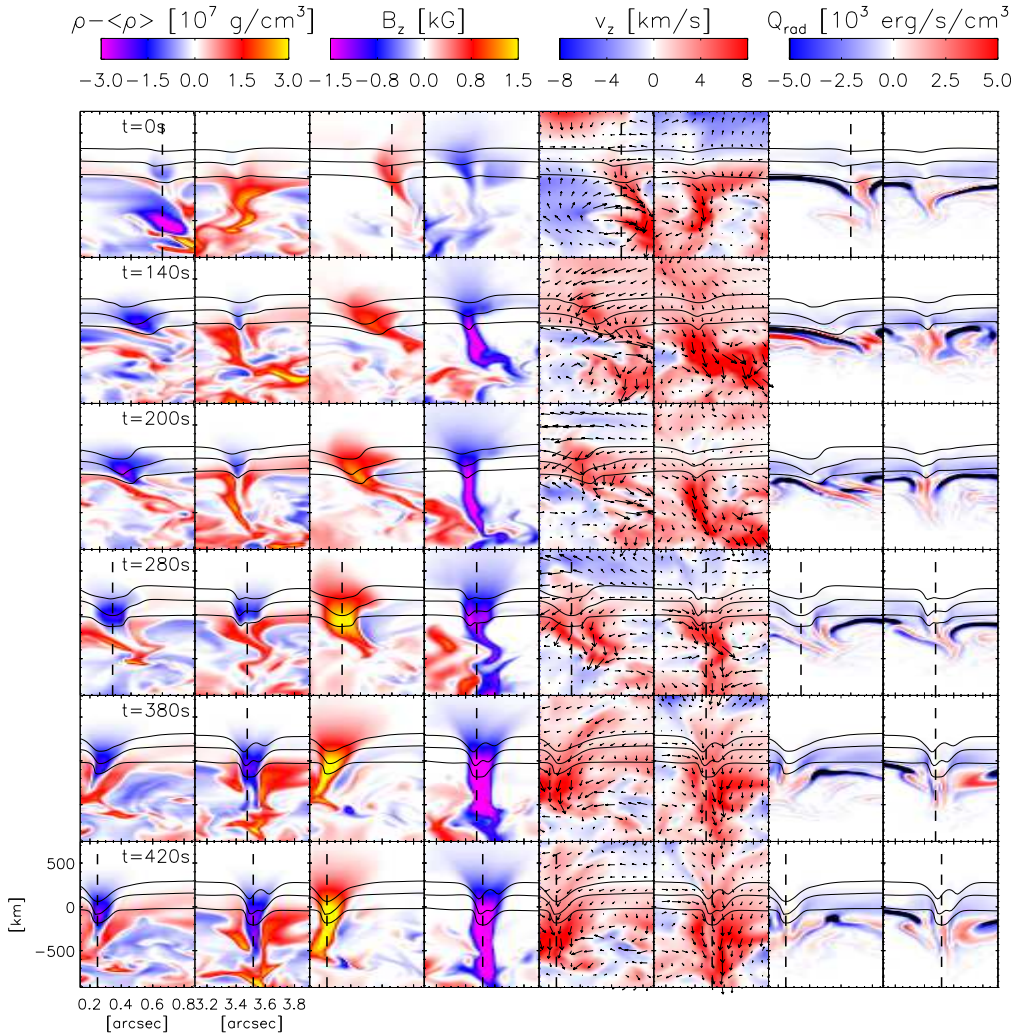 ρ−<ρ> [10⁷ g/cm³]
B_z [kG]
v_z [km/s]
Q_rad [10³ erg/s/cm³]
−3.0 −1.5 0.0 1.5 3.0
−1.5 −0.8 0.0 0.8 1.5
−8 −4 0 4 8
−5.0 −2.5 0.0 2.5 5.0
t=0s
t=140s
t=200s
t=280s
t=380s
t=420s
500
0
−500
[km]
0.2 0.4 0.6 0.8
3.2 3.4 3.6 3.8
[arcsec]
[arcsec]